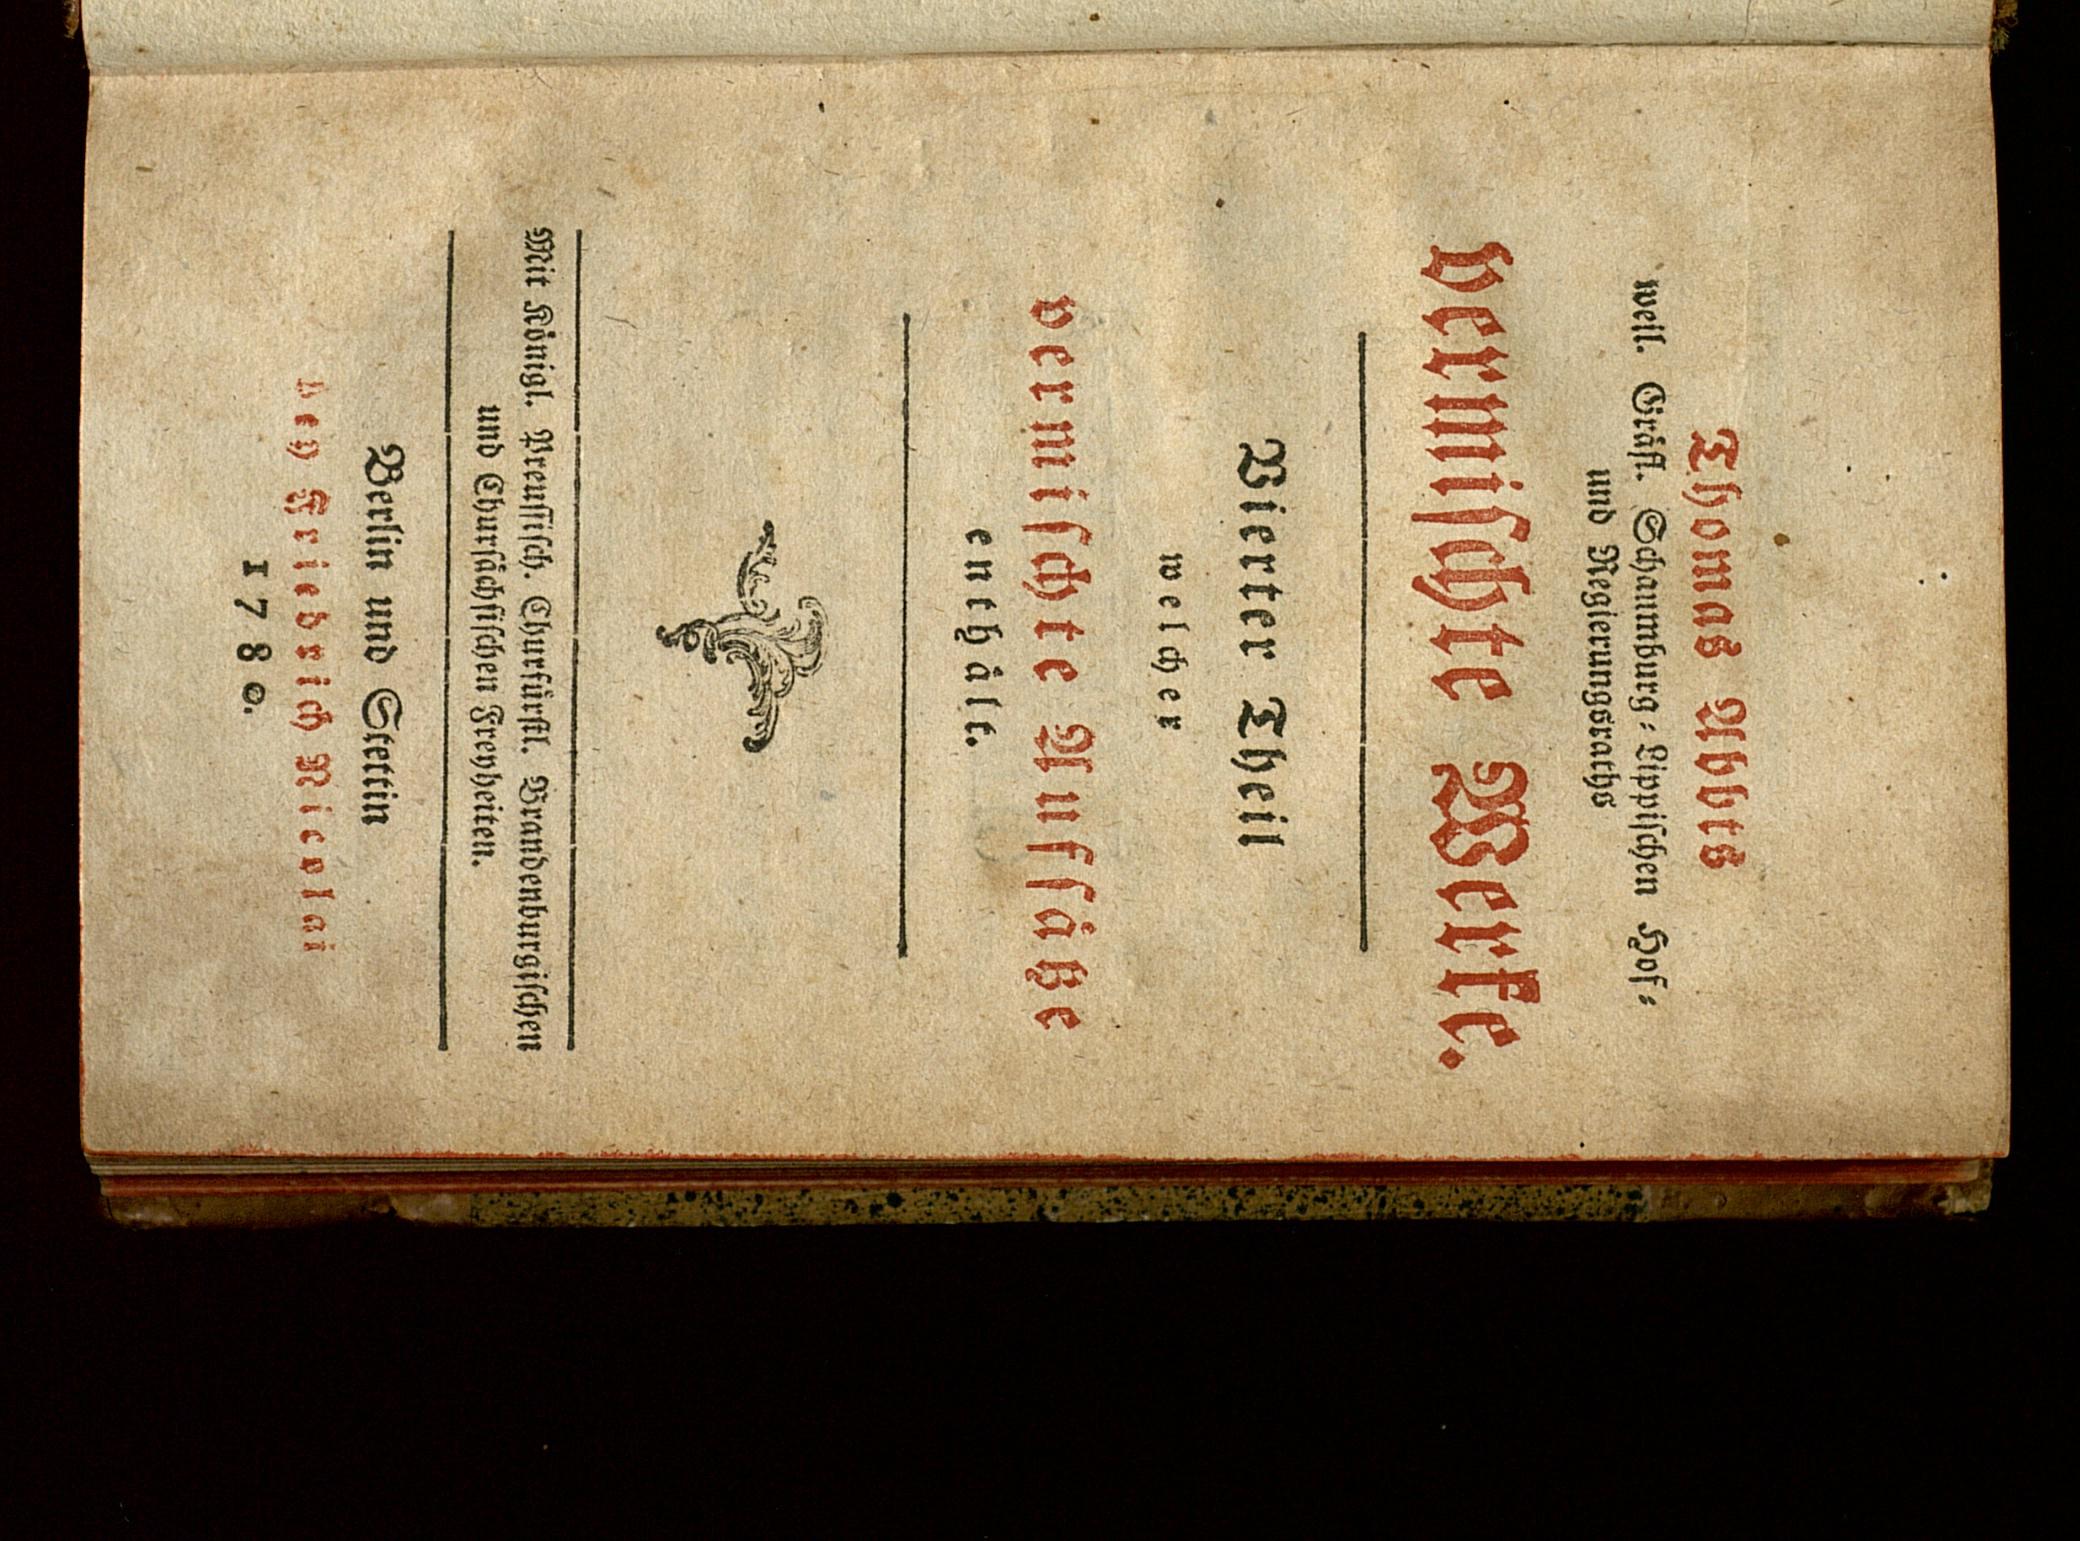 Thomas Abbts
weil. Gräfl. Schaumburg⸗Lippischen Hof⸗
und Regierungsraths
vermischte Werke.
Vierter Theil
welcher
vermischte Aufsätze
enthält.
Mit Königl. Preussisch. Churfürstl. Brandenburgischen
und Chursächsischen Freyheiten.
Berlin und Stettin
bey Friedrich Nicolai
1780.